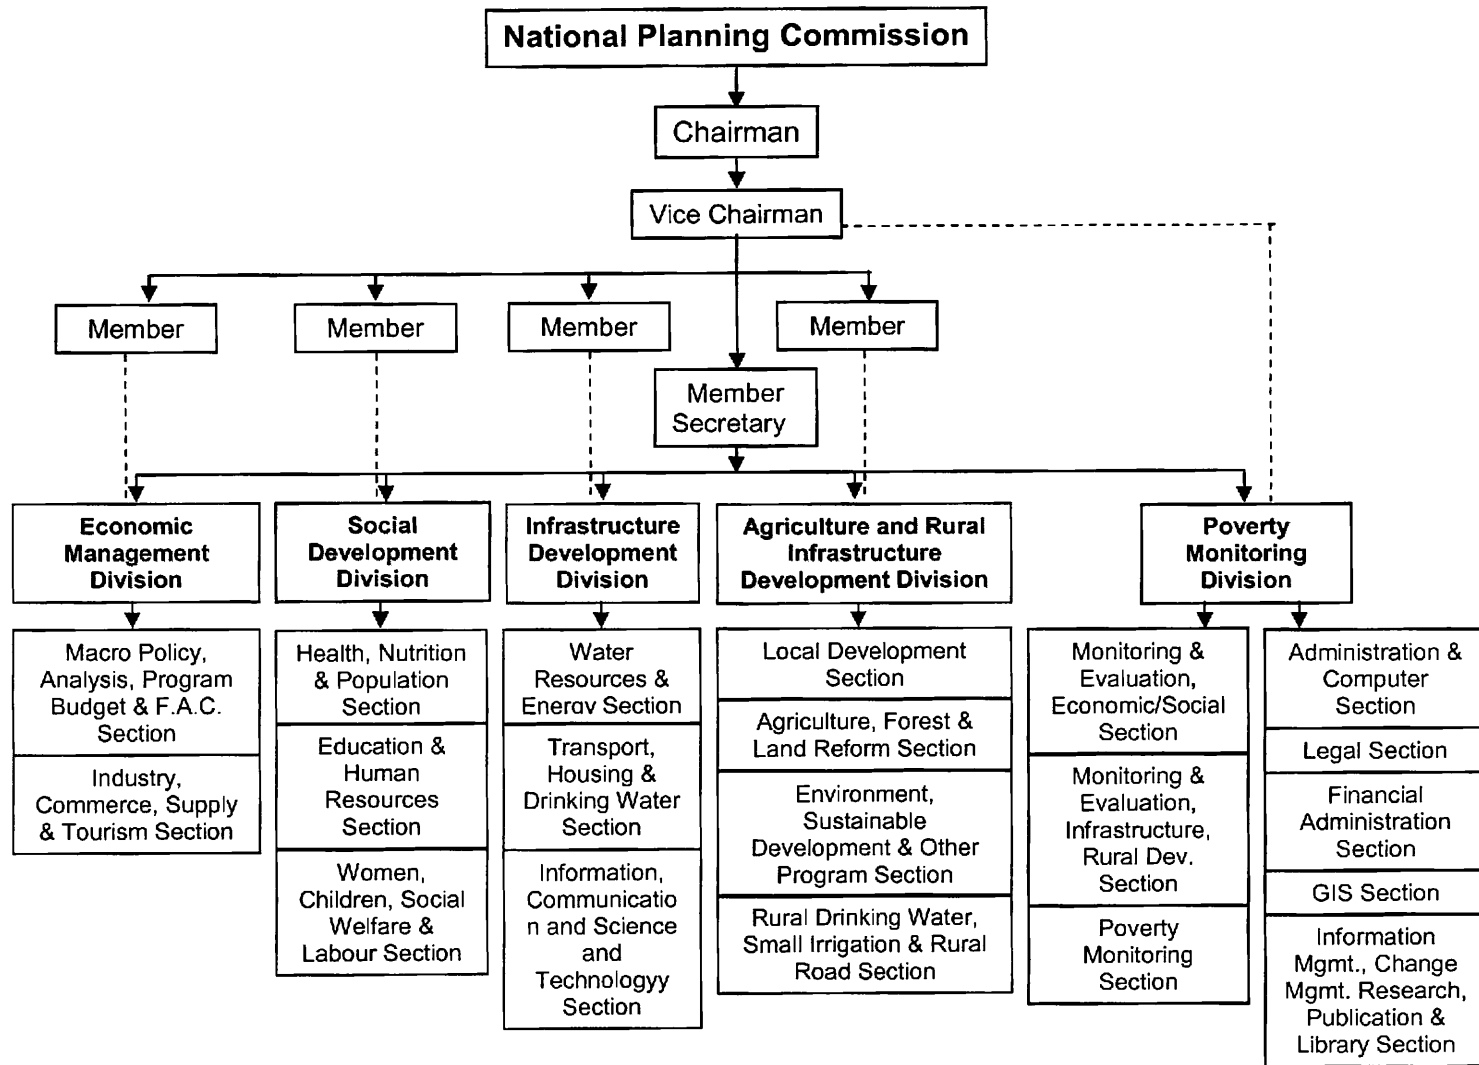 National Planning Commission
Chairman
Vice Chairman
Member
Member
Member
Member
Member
Secretary
Economic
Management
Division
Social
Development
Division
Infrastructure
Development
Division
Agriculture and Rural
Infrastructure
Development Division
Poverty
Monitoring
Division
Macro Policy,
Analysis, Program
Budget & F.A.C.
Section
Industry,
Commerce, Supply
& Tourism Section
Health, Nutrition
& Population
Section
Education &
Human
Resources
Section
Women,
Children, Social
Welfare &
Labour Section
Water
Resources &
Energy Section
Transport,
Housing &
Drinking Water
Section
Information,
Communicatio
n and Science
and
Technologyy
Section
Local Development
Section
Agriculture, Forest &
Land Reform Section
Environment,
Sustainable
Development & Other
Program Section
Rural Drinking Water,
Small Irrigation & Rural
Road Section
Monitoring &
Evaluation,
Economic/Social
Section
Monitoring &
Evaluation,
Infrastructure,
Rural Dev.
Section
Poverty
Monitoring
Section
Administration &
Computer
Section
Legal Section
Financial
Administration
Section
GIS Section
Information
Mgmt., Change
Mgmt. Research,
Publication &
Library Section